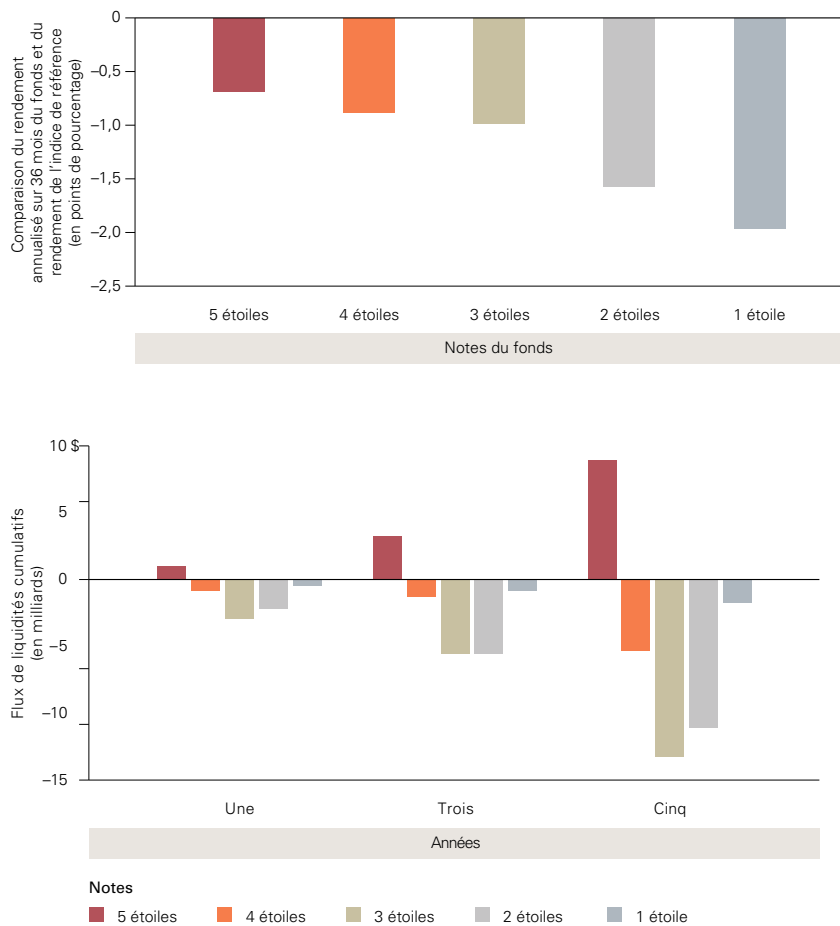 Comparaison du rendement
annualisé sur 36 mois du fonds et du
rendement de l'indice de référence
(en points de pourcentage)
0
–0,5
–1,0
–1,5
–2,0
–2,5
5 étoiles
4 étoiles
3 étoiles
2 étoiles
1 étoile
Notes du fonds
Flux de liquidités cumulatifs
(en milliards)
10 $
5
0
–5
–10
–15
Une
Trois
Cinq
Années
Notes
5 étoiles
4 étoiles
3 étoiles
2 étoiles
1 étoile